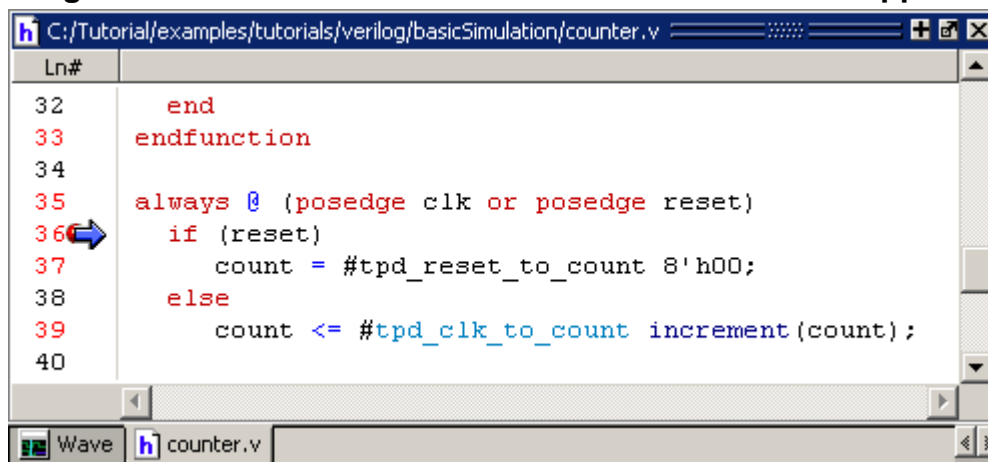 h C:/Tutorial/examples/tutorials/verilog/basicSimulation/counter.v
Ln#
32 end
33 endfunction
34
35 always @ (posedge clk or posedge reset)
36 if (reset)
37 count = #tpd_reset_to_count 8'h00;
38 else
39 count <= #tpd_clk_to_count increment(count);
40
Wave h counter.v